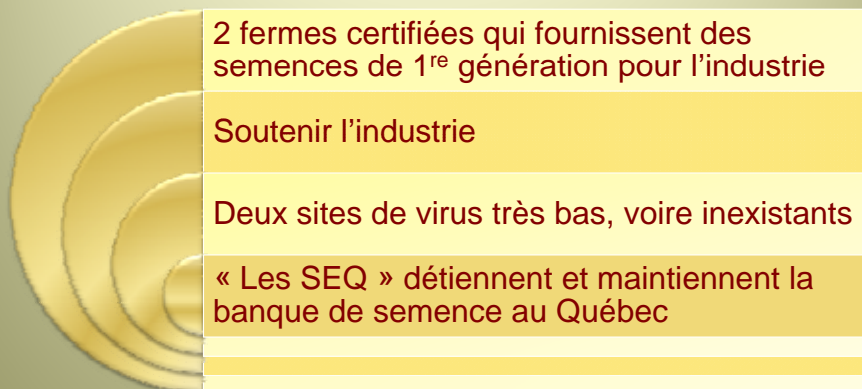 2 fermes certifiées qui fournissent des
semences de 1re génération pour l’industrie
Soutenir l’industrie
Deux sites de virus très bas, voire inexistants
« Les SEQ » détiennent et maintiennent la
banque de semence au Québec